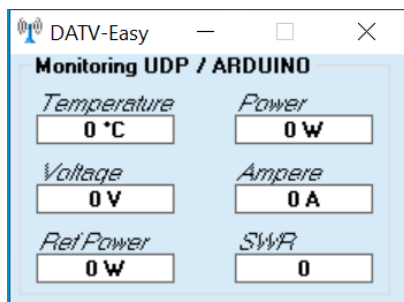 DATV-Easy
Monitoring UDP / ARDUINO
Temperature Power
0 °C 0 W
Voltage Ampere
0 V 0 A
Ref Power SWR
0 W 0